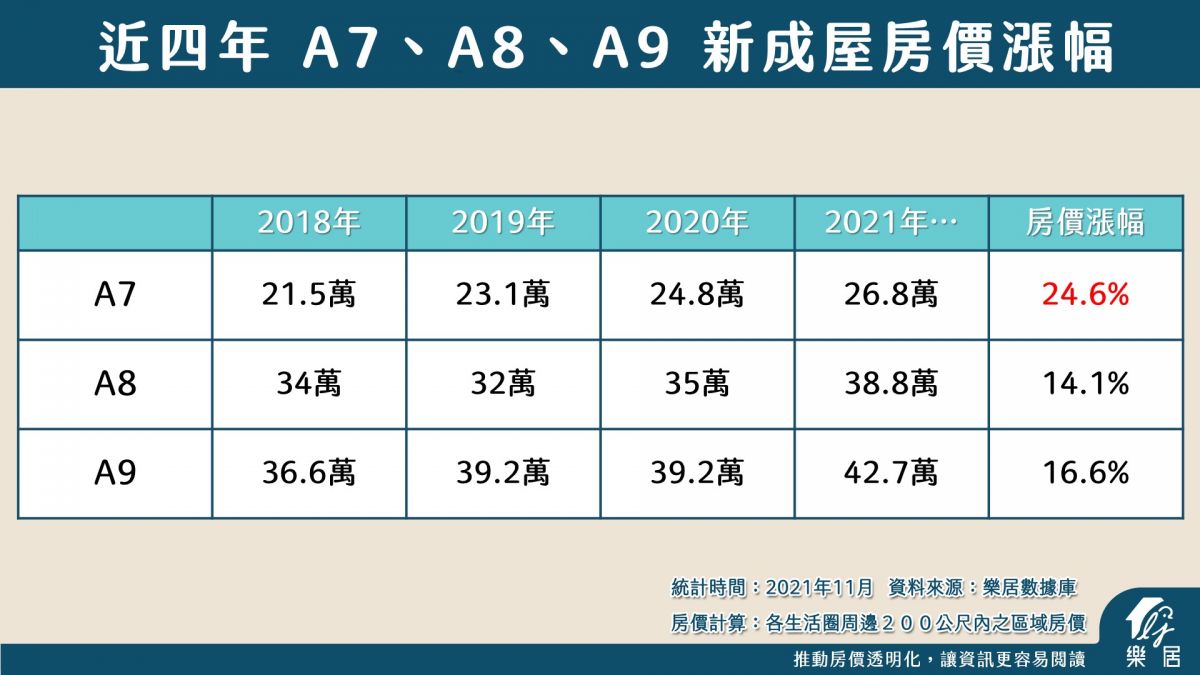 近四年 A7、A8、A9 新成屋房價漲幅
2018年 2019年 2020年 2021年… 房價漲幅
A7 21.5萬 23.1萬 24.8萬 26.8萬 24.6%
A8 34萬 32萬 35萬 38.8萬 14.1%
A9 36.6萬 39.2萬 39.2萬 42.7萬 16.6%
統計時間：2021年11月 資料來源：樂居數據庫
房價計算：各生活圈周邊２００公尺內之區域房價
推動房價透明化，讓資訊更容易閱讀
樂居